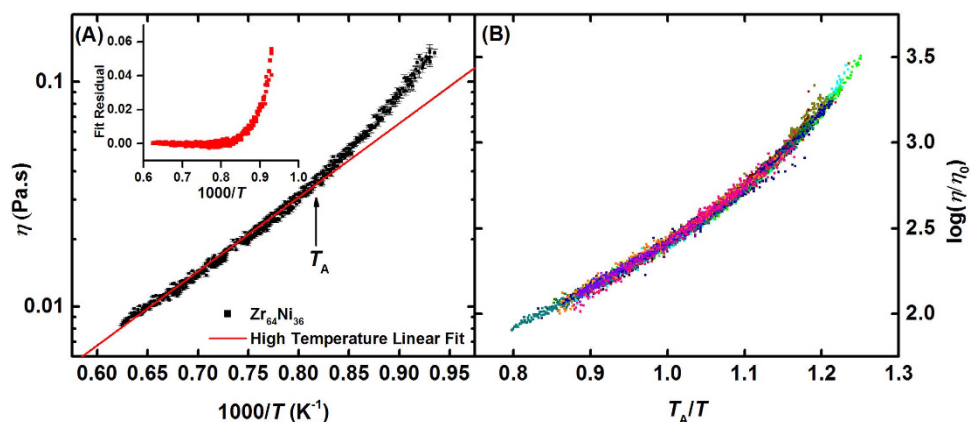 (A)
0.06
0.04
0.02
0.00
Fit Residual
0.6 0.7 0.8 0.9 1.0
1000/T
0.1
0.01
η (Pa.s)
T_A
Zr₆₄Ni₃₆
High Temperature Linear Fit
0.60 0.65 0.70 0.75 0.80 0.85 0.90 0.95
1000/T (K⁻¹)
(B)
3.5
3.0
2.5
2.0
log(η/η₀)
0.8 0.9 1.0 1.1 1.2 1.3
T_A/T